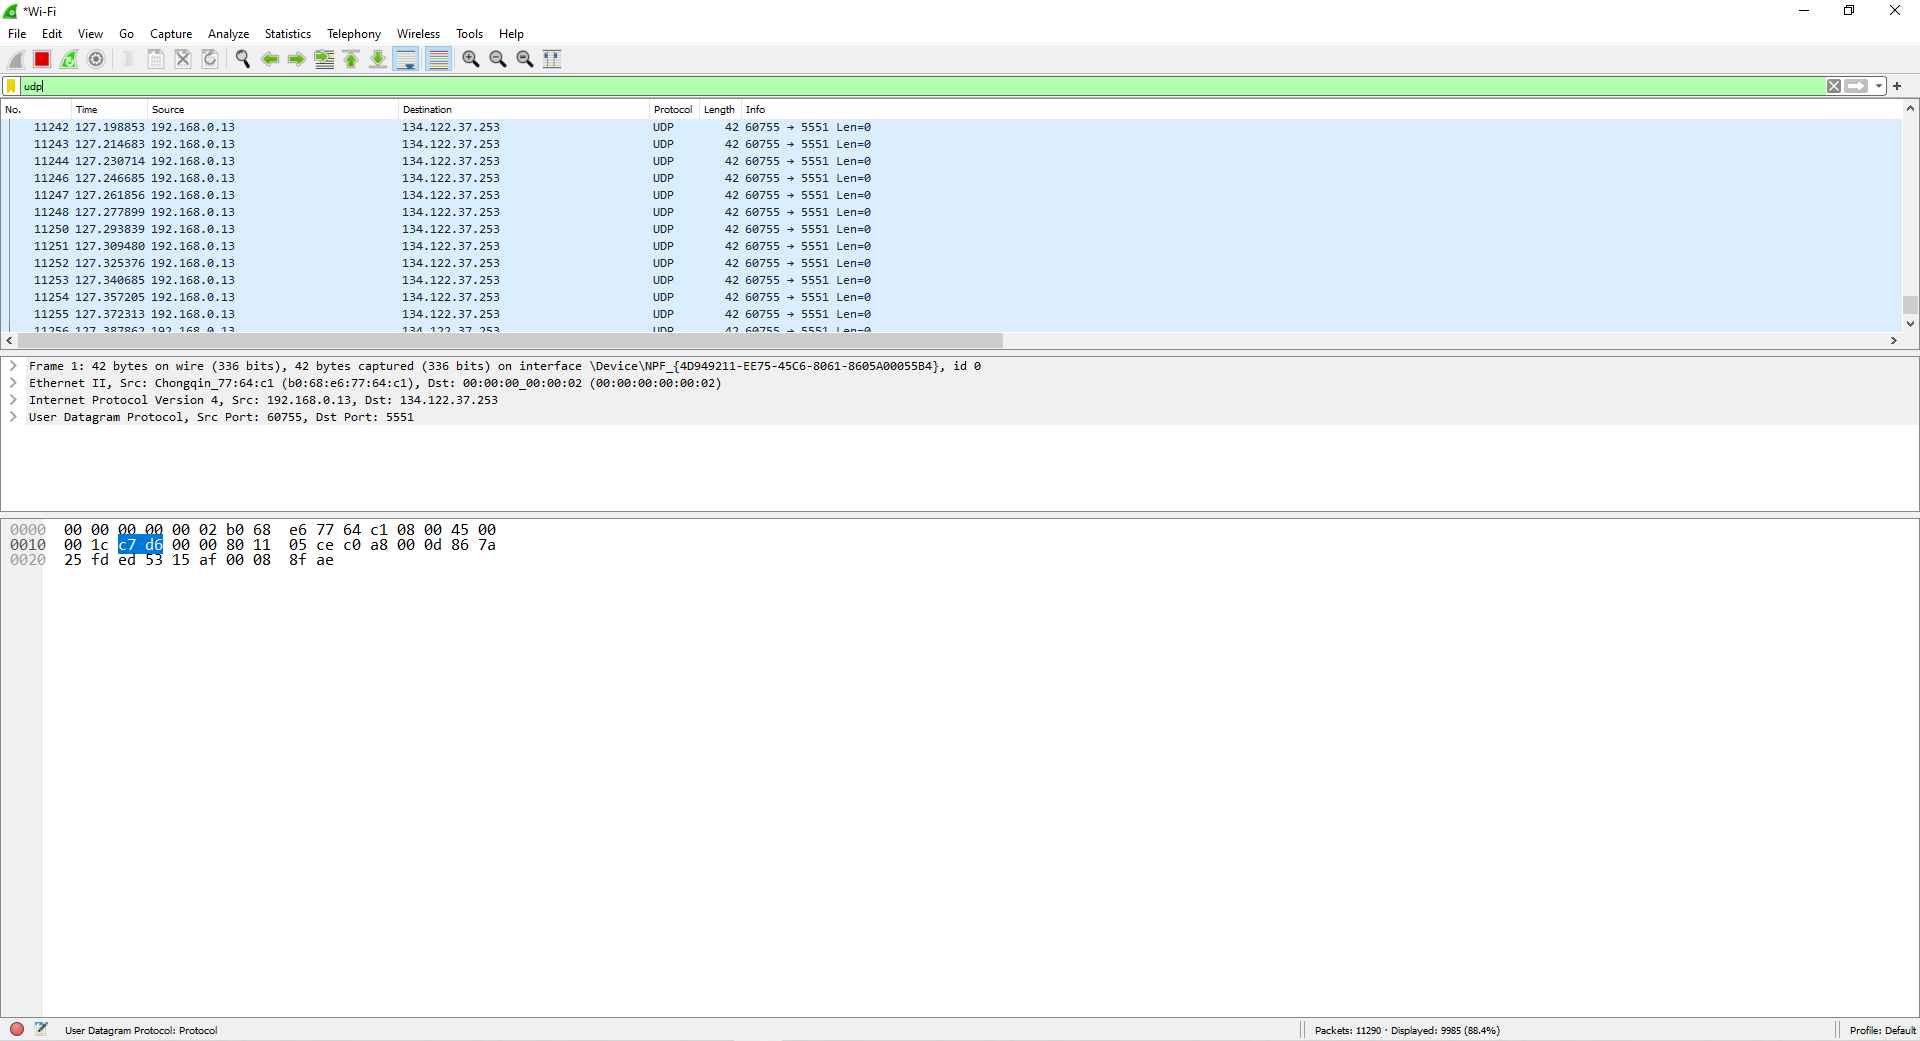 *Wi-Fi
File Edit View Go Capture Analyze Statistics Telephony Wireless Tools Help
udp
No. Time Source Destination Protocol Length Info
11242 127.198853 192.168.0.13 134.122.37.253 UDP 42 60755 → 5551 Len=0
11243 127.214683 192.168.0.13 134.122.37.253 UDP 42 60755 → 5551 Len=0
11244 127.230714 192.168.0.13 134.122.37.253 UDP 42 60755 → 5551 Len=0
11246 127.246685 192.168.0.13 134.122.37.253 UDP 42 60755 → 5551 Len=0
11247 127.261856 192.168.0.13 134.122.37.253 UDP 42 60755 → 5551 Len=0
11248 127.277899 192.168.0.13 134.122.37.253 UDP 42 60755 → 5551 Len=0
11250 127.293839 192.168.0.13 134.122.37.253 UDP 42 60755 → 5551 Len=0
11251 127.309480 192.168.0.13 134.122.37.253 UDP 42 60755 → 5551 Len=0
11252 127.325376 192.168.0.13 134.122.37.253 UDP 42 60755 → 5551 Len=0
11253 127.340685 192.168.0.13 134.122.37.253 UDP 42 60755 → 5551 Len=0
11254 127.357205 192.168.0.13 134.122.37.253 UDP 42 60755 → 5551 Len=0
11255 127.372313 192.168.0.13 134.122.37.253 UDP 42 60755 → 5551 Len=0
11256 127.387862 192.168.0.13 134.122.37.253 UDP 42 60755 → 5551 Len=0
Frame 1: 42 bytes on wire (336 bits), 42 bytes captured (336 bits) on interface \Device\NPF_{4D949211-EE75-45C6-8061-8605A00055B4}, id 0
Ethernet II, Src: Chongqin_77:64:c1 (b0:68:e6:77:64:c1), Dst: 00:00:00_00:00:02 (00:00:00:00:00:02)
Internet Protocol Version 4, Src: 192.168.0.13, Dst: 134.122.37.253
User Datagram Protocol, Src Port: 60755, Dst Port: 5551
0000 00 00 00 00 00 02 b0 68 e6 77 64 c1 08 00 45 00
0010 00 1c c7 d6 00 00 80 11 05 ce c0 a8 00 0d 86 7a
0020 25 fd ed 53 15 af 00 08 8f ae
User Datagram Protocol: Protocol
Packets: 11290 · Displayed: 9985 (88.4%)
Profile: Default